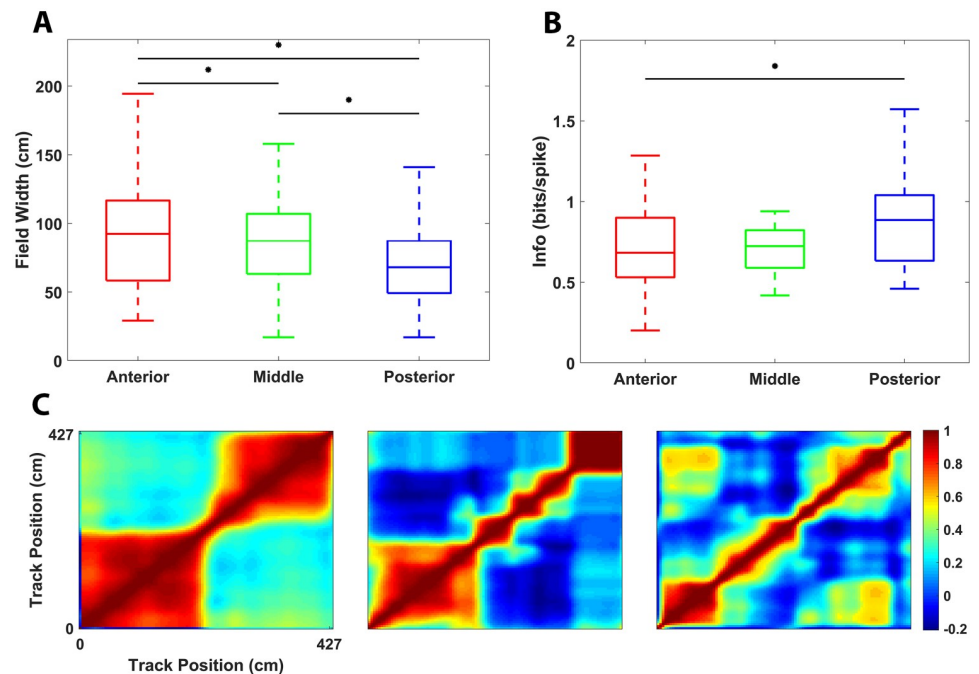 A
Field Width (cm)
200
150
100
50
0
Anterior Middle Posterior
B
Info (bits/spike)
2
1.5
1
0.5
0
Anterior Middle Posterior
C
Track Position (cm)
427
0
0 427
Track Position (cm)
1
0.8
0.6
0.4
0.2
0
-0.2